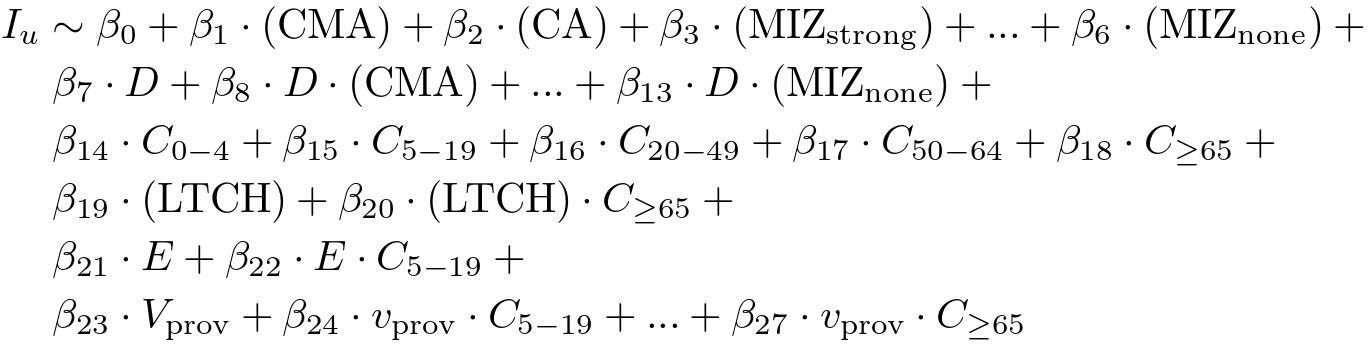 I_u ∼ β_0 + β_1 · (CMA) + β_2 · (CA) + β_3 · (MIZ_strong) + ... + β_6 · (MIZ_none) +
β_7 · D + β_8 · D · (CMA) + ... + β_13 · D · (MIZ_none) +
β_14 · C_0−4 + β_15 · C_5−19 + β_16 · C_20−49 + β_17 · C_50−64 + β_18 · C_≥65 +
β_19 · (LTCH) + β_20 · (LTCH) · C_≥65 +
β_21 · E + β_22 · E · C_5−19 +
β_23 · V_prov + β_24 · v_prov · C_5−19 + ... + β_27 · v_prov · C_≥65